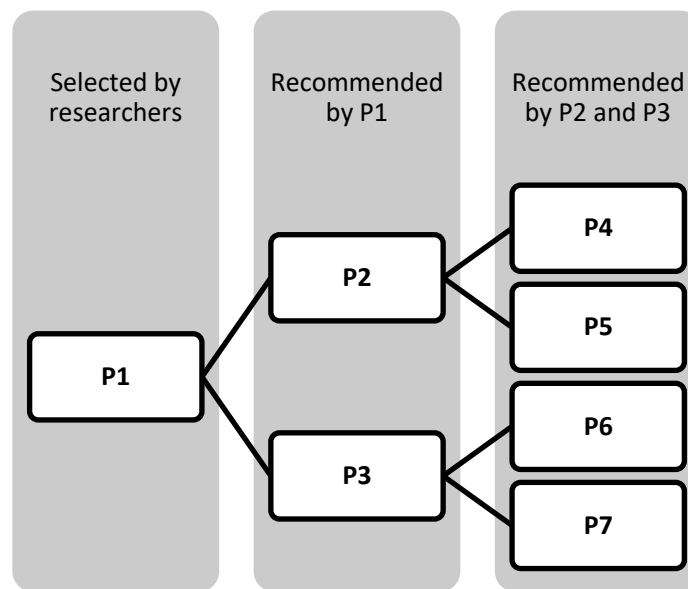 Selected by
researchers
Recommended
by P1
Recommended
by P2 and P3
P1
P2
P3
P4
P5
P6
P7